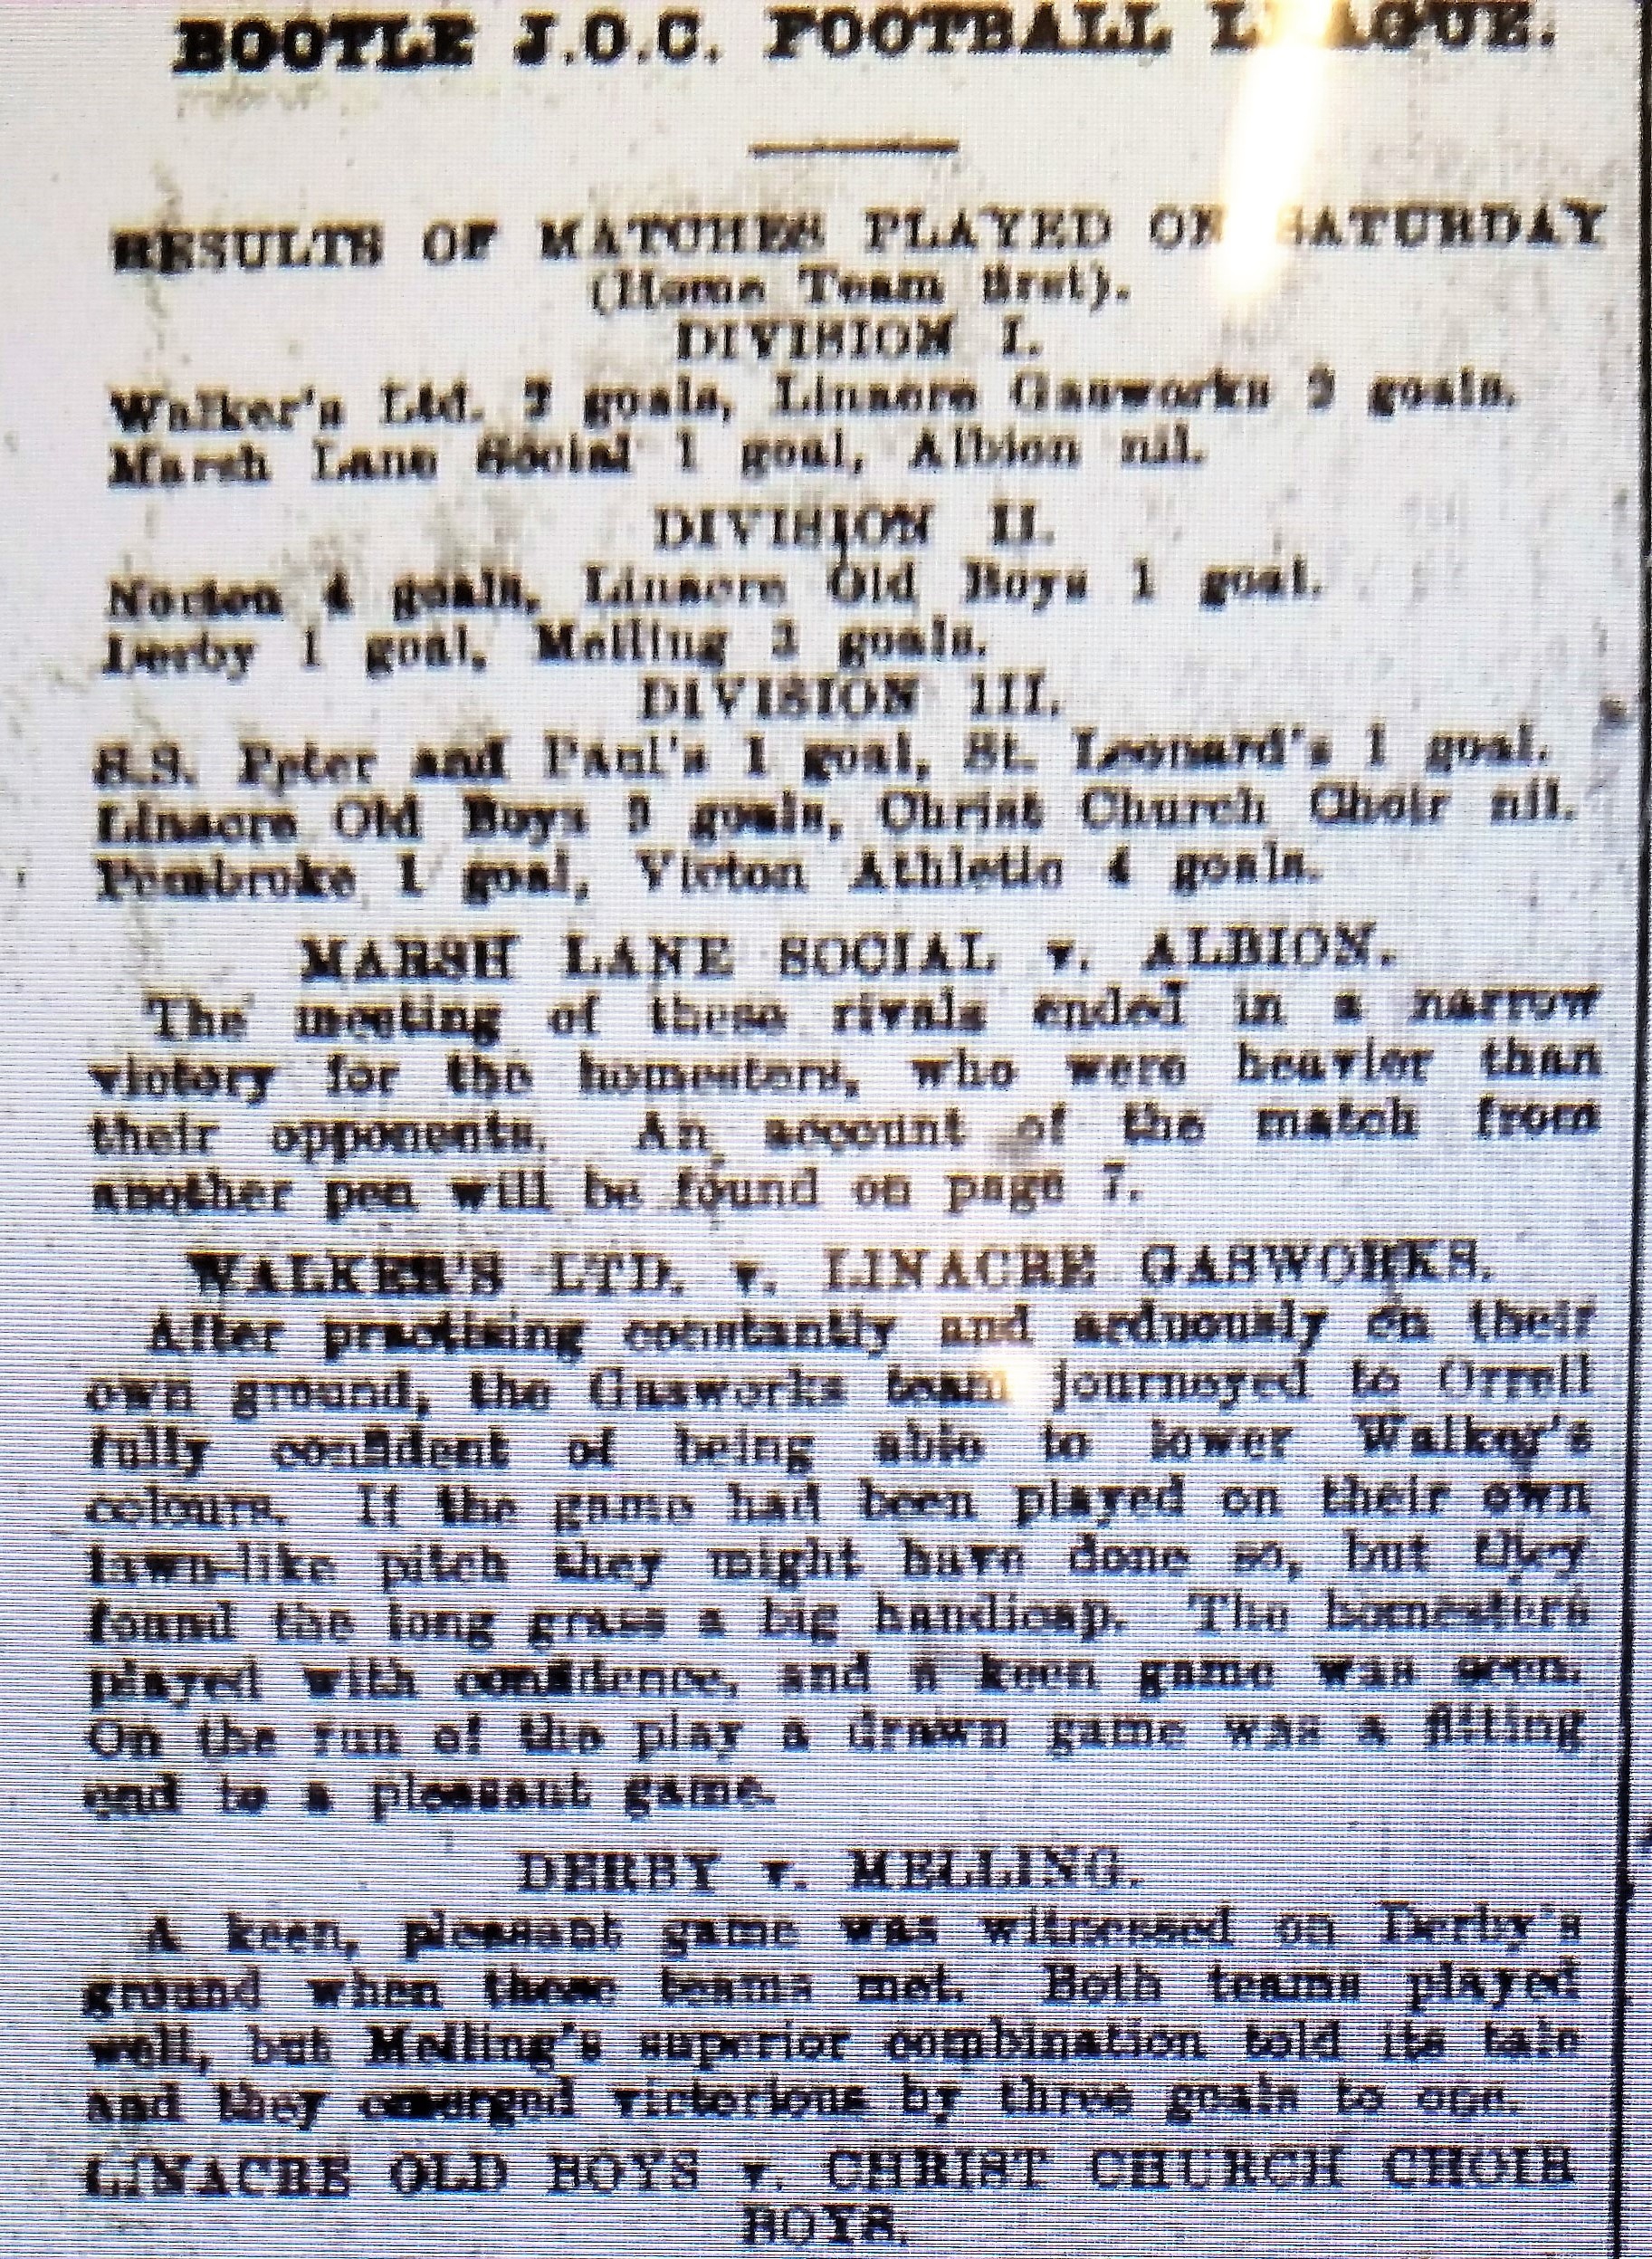 BOOTLE J.O.C. FOOTBALL LEAGUE.
RESULTS OF MATCHES PLAYED ON SATURDAY
(Home Team first).
DIVISION I.
Walker's Ltd. goals, Linacre Gasworks goals.
Marsh Lane Social 1 goal, Albion nil.
DIVISION II.
Norton 4 goals, Linacre Old Boys 1 goal.
Derby 1 goal, Melling 3 goals.
DIVISION III.
S.S. Peter and Paul's 1 goal, St. Leonard's 1 goal.
Linacre Old Boys 9 goals, Christ Church Choir nil.
Pembroke 1 goal, Athletic 4 goals.
MARSH LANE SOCIAL v. ALBION.
The meeting of these rivals ended in a narrow
victory for the homesters, who were heavier than
their opponents. An account of the match from
another pen will be found on page 7.
WALKER'S LTD. v. LINACRE GASWORKS.
After practising constantly and arduously on their
own ground, the Gasworks team journeyed to Orrell
fully confident of being able to lower Walker's
colours. If the game had been played on their own
lawn-like pitch they might have done so, but they
found the long grass a big handicap. The homesters
played with confidence, and a keen game was seen.
On the run of the play a drawn game was a fitting
end to a pleasant game.
DERBY v. MELLING.
A keen, pleasant game was witnessed on Derby's
ground when these teams met. Both teams played
well, but Melling's superior combination told its tale
and they emerged victorious by three goals to one.
LINACRE OLD BOYS v. CHRIST CHURCH CHOIR
BOYS.